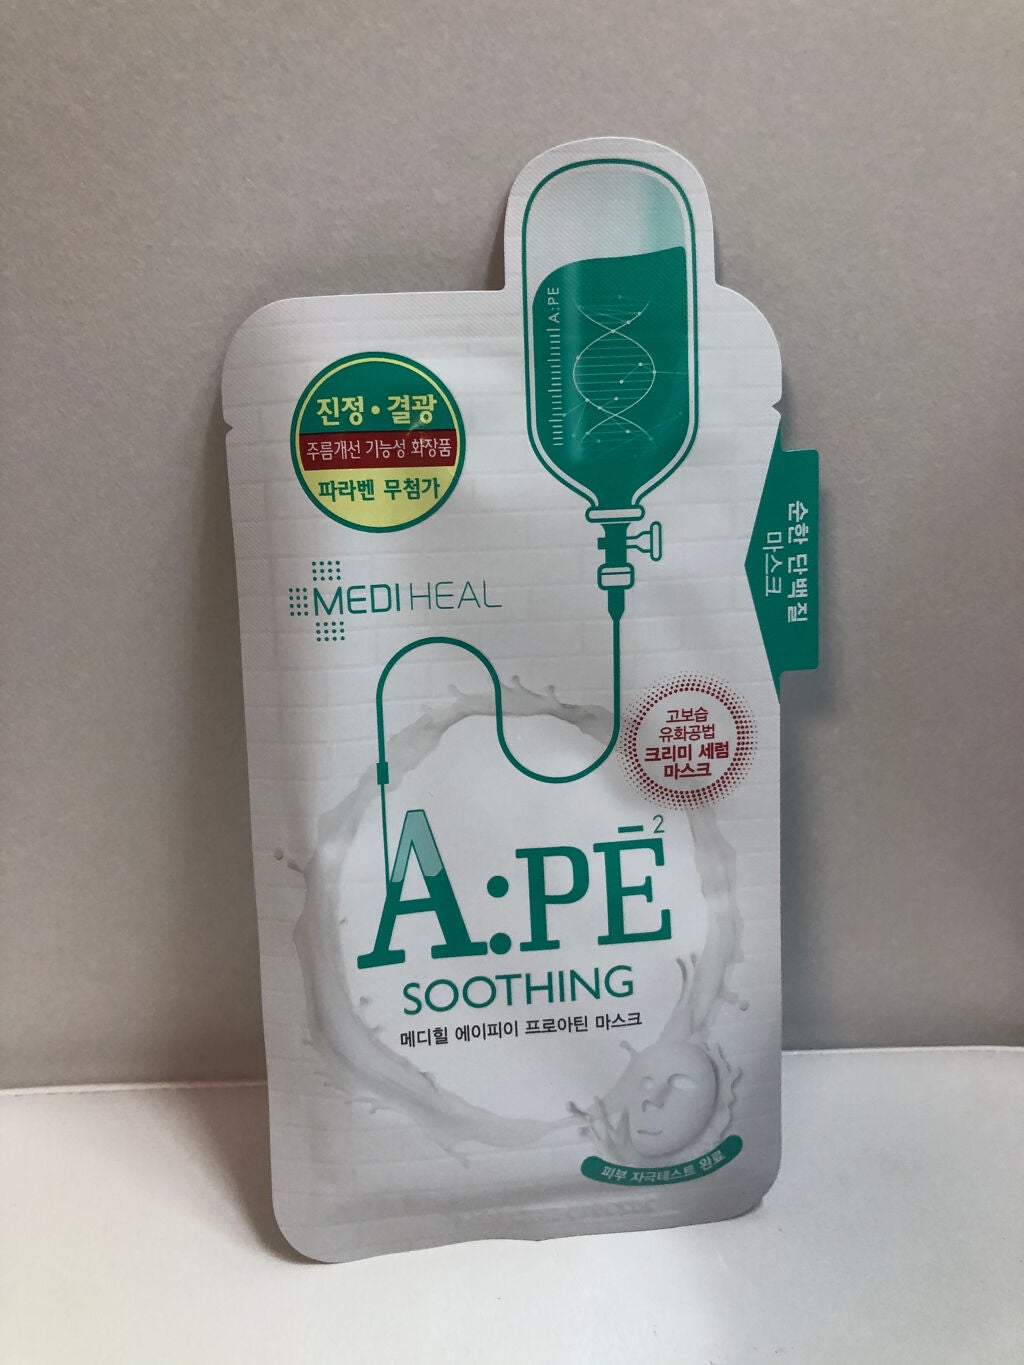 A:PE
진정·결광
주름개선 기능성 화장품
파라벤 무첨가
MEDIHEAL
순한 단백질
마스크
고보습
유화공법
크리미 세럼
마스크
A:PĒ²
SOOTHING
메디힐 에이피이 프로아틴 마스크
피부 자극테스트 완료